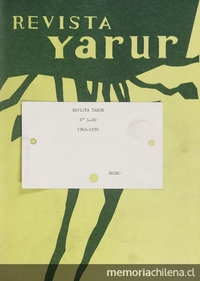 REVISTA
Yarur
REVISTA YARUR
1965-1970
memoriachilena.cl